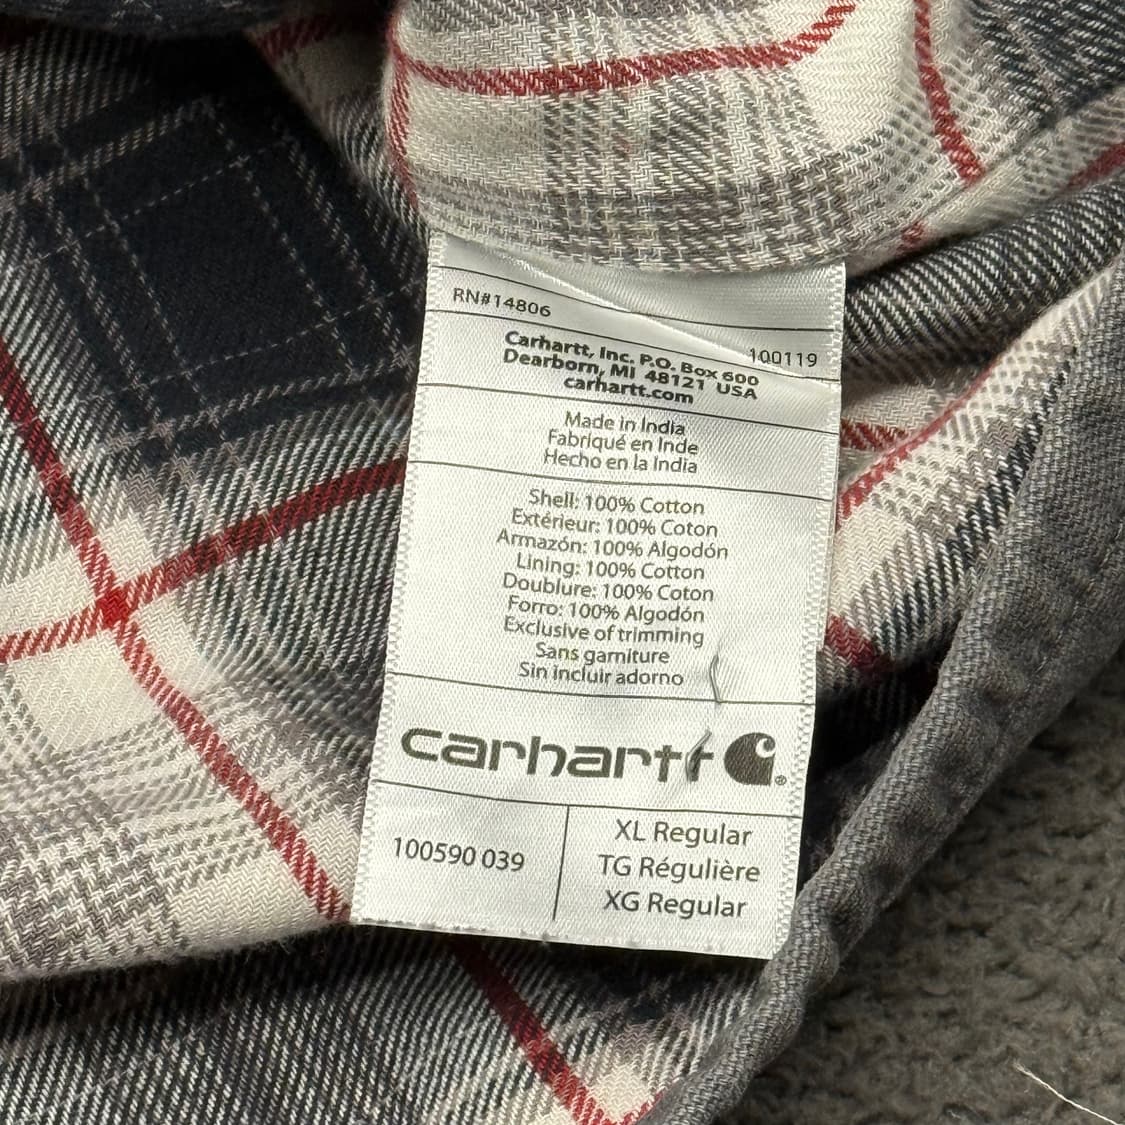 RN#14806
100119
Carhartt, Inc. P.O. Box 600
Dearborn, MI 48121 USA
carhartt.com
Made in India
Fabriqué en Inde
Hecho en la India
Shell: 100% Cotton
Extérieur: 100% Coton
Armazón: 100% Algodón
Lining: 100% Cotton
Doublure: 100% Coton
Forro: 100% Algodón
Exclusive of trimming
Sans garniture
Sin incluir adorno
carhartt ®
100590 039
XL Regular
TG Régulière
XG Regular